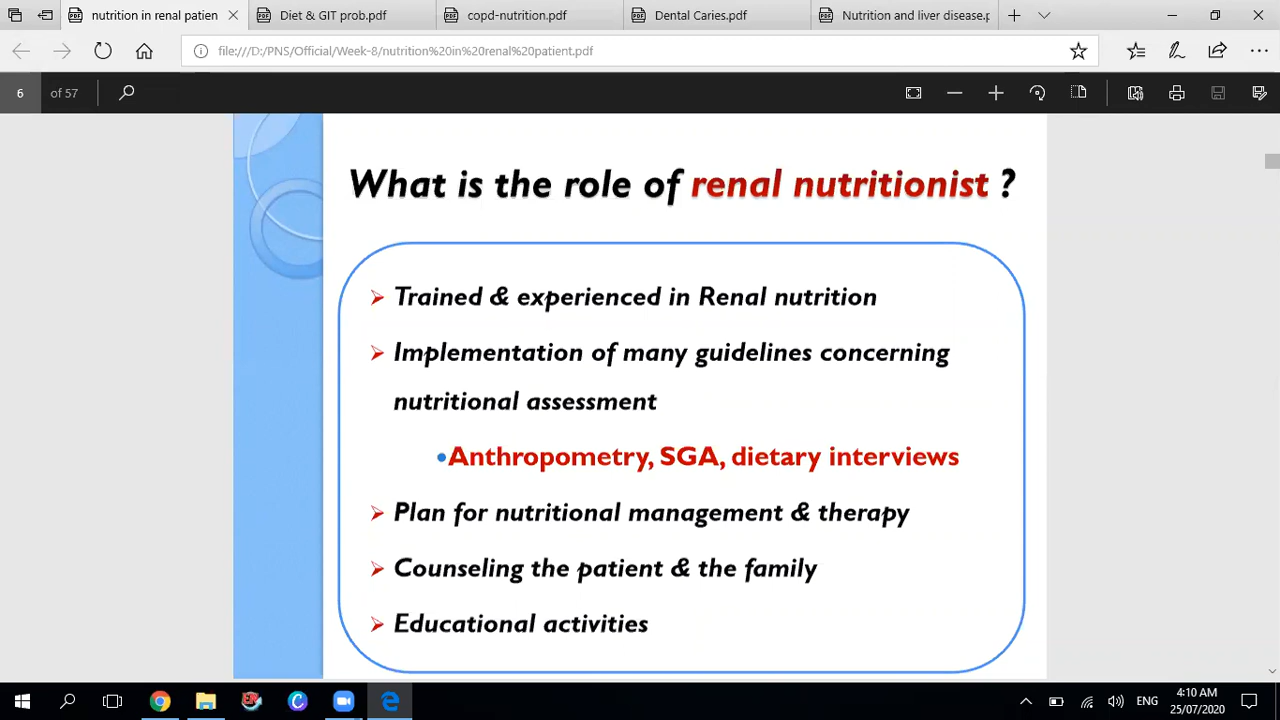 nutrition in renal patien
Diet & GIT prob.pdf
copd-nutrition.pdf
Dental Caries.pdf
Nutrition and liver disease.p
file:///D:/PNS/Official/Week-8/nutrition%20in%20renal%20patient.pdf
6 of 57
What is the role of renal nutritionist ?
Trained & experienced in Renal nutrition
Implementation of many guidelines concerning
nutritional assessment
•Anthropometry, SGA, dietary interviews
Plan for nutritional management & therapy
Counseling the patient & the family
Educational activities
ENG
4:10 AM
25/07/2020